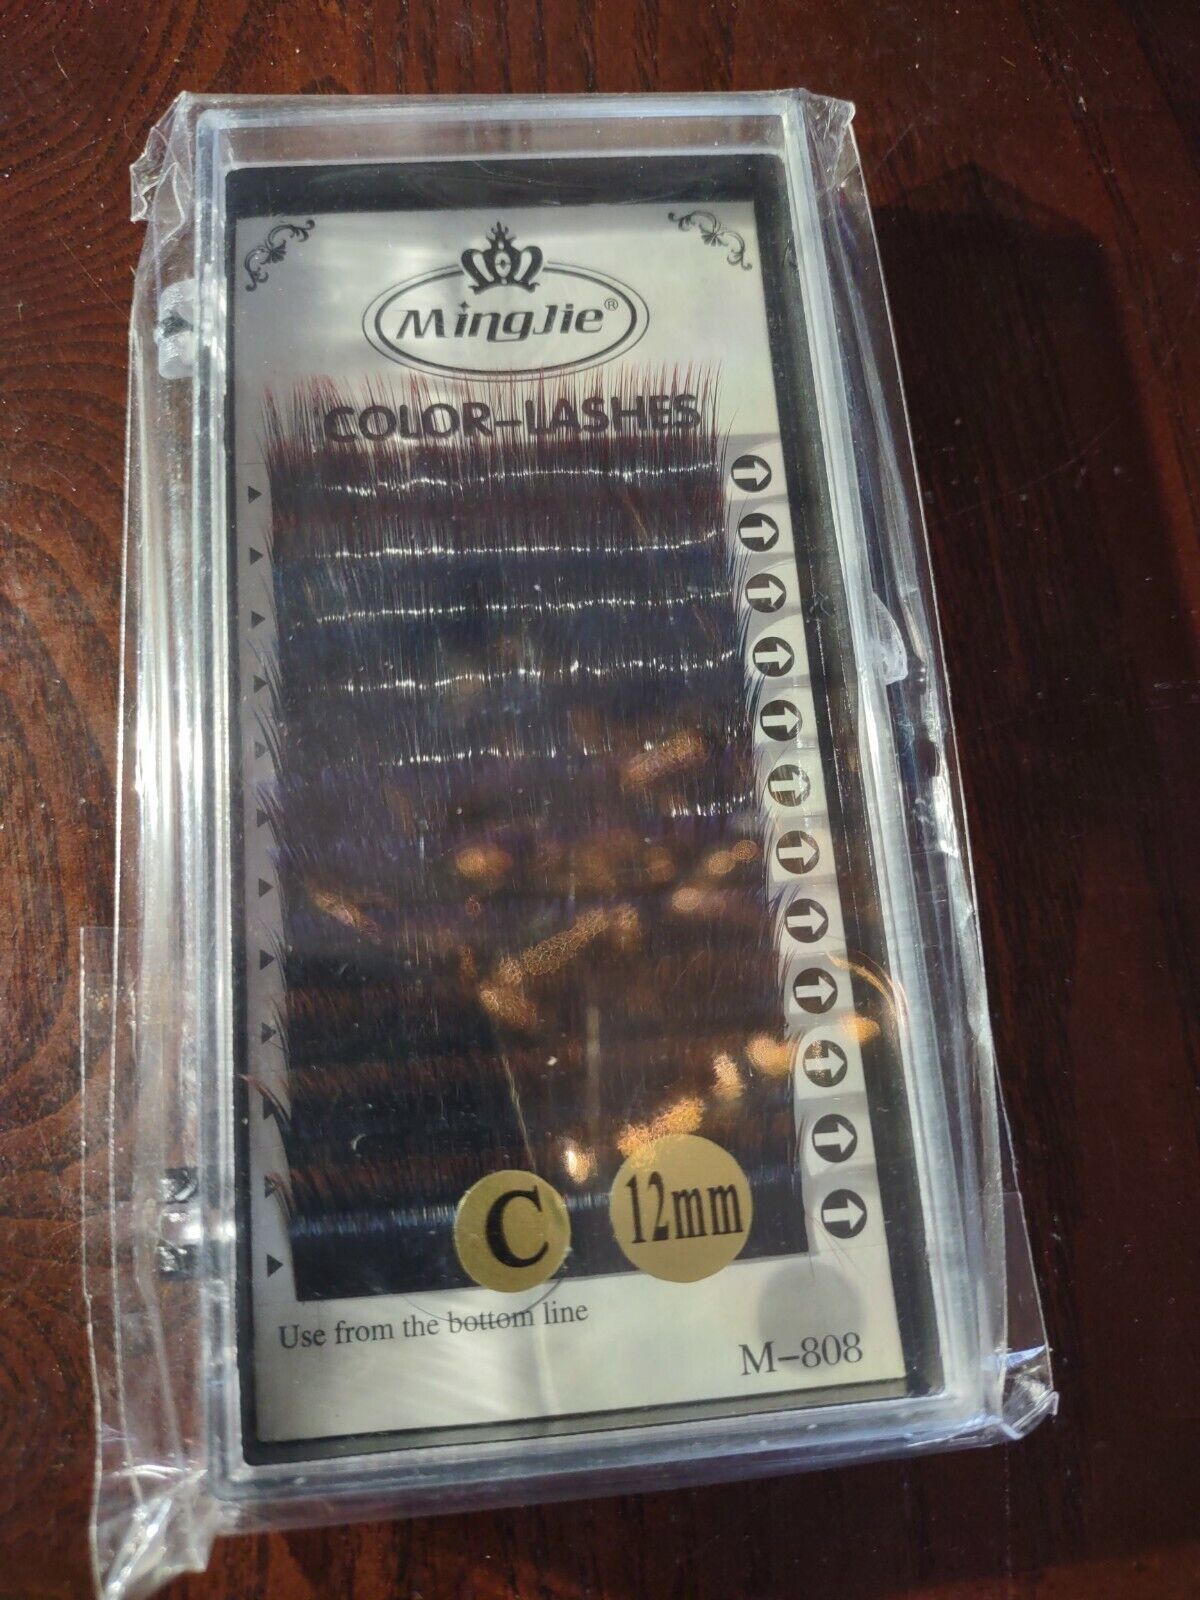 MingJie®
COLOR-LASHES
C
12mm
Use from the bottom line
M-808